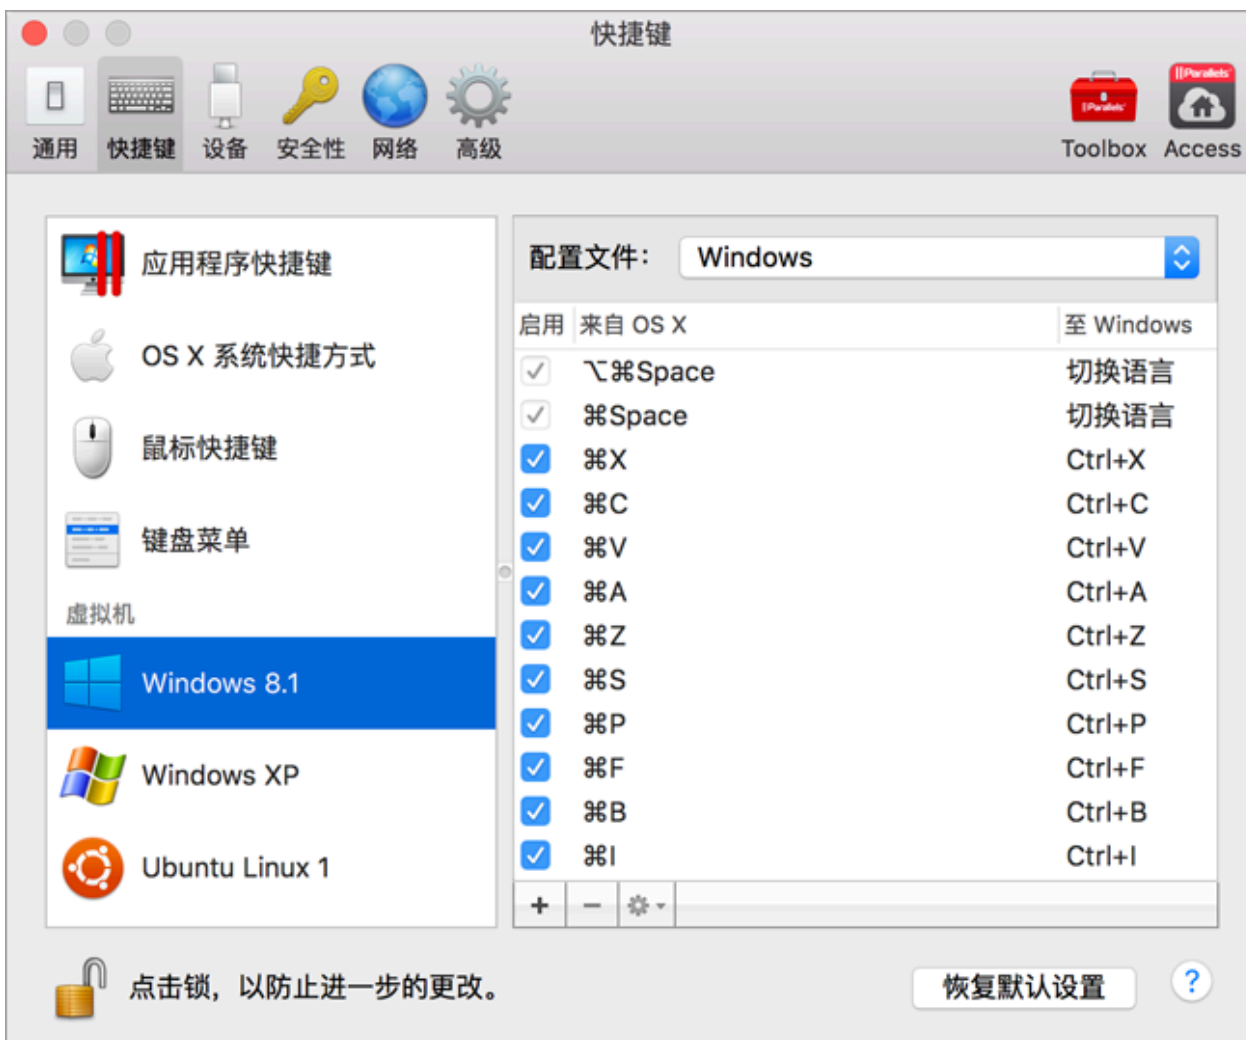 快捷键
通用 快捷键 设备 安全性 网络 高级 Toolbox Access
||Parallels
||Parallels
应用程序快捷键
OS X 系统快捷方式
鼠标快捷键
键盘菜单
虚拟机
Windows 8.1
Windows XP
Ubuntu Linux 1
配置文件： Windows
启用 来自 OS X 至 Windows
⌥⌘Space 切换语言
⌘Space 切换语言
⌘X Ctrl+X
⌘C Ctrl+C
⌘V Ctrl+V
⌘A Ctrl+A
⌘Z Ctrl+Z
⌘S Ctrl+S
⌘P Ctrl+P
⌘F Ctrl+F
⌘B Ctrl+B
⌘I Ctrl+I
点击锁，以防止进一步的更改。
恢复默认设置 ?